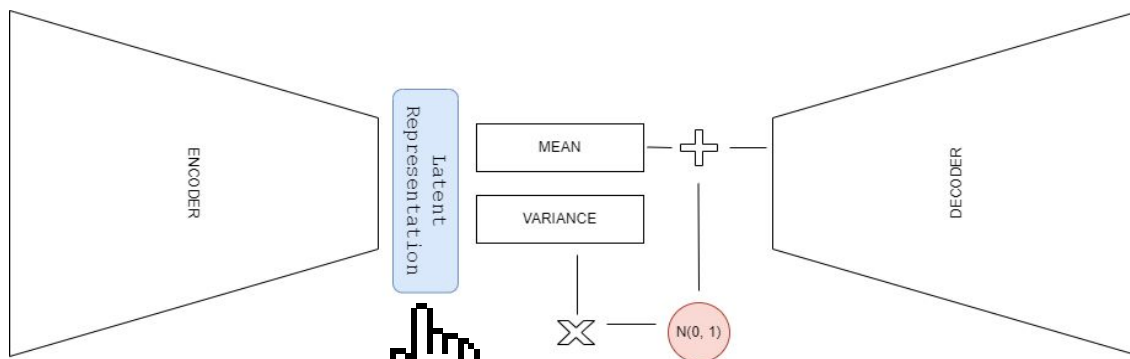 ENCODER
Latent
Representation
MEAN
VARIANCE
N(0, 1)
DECODER